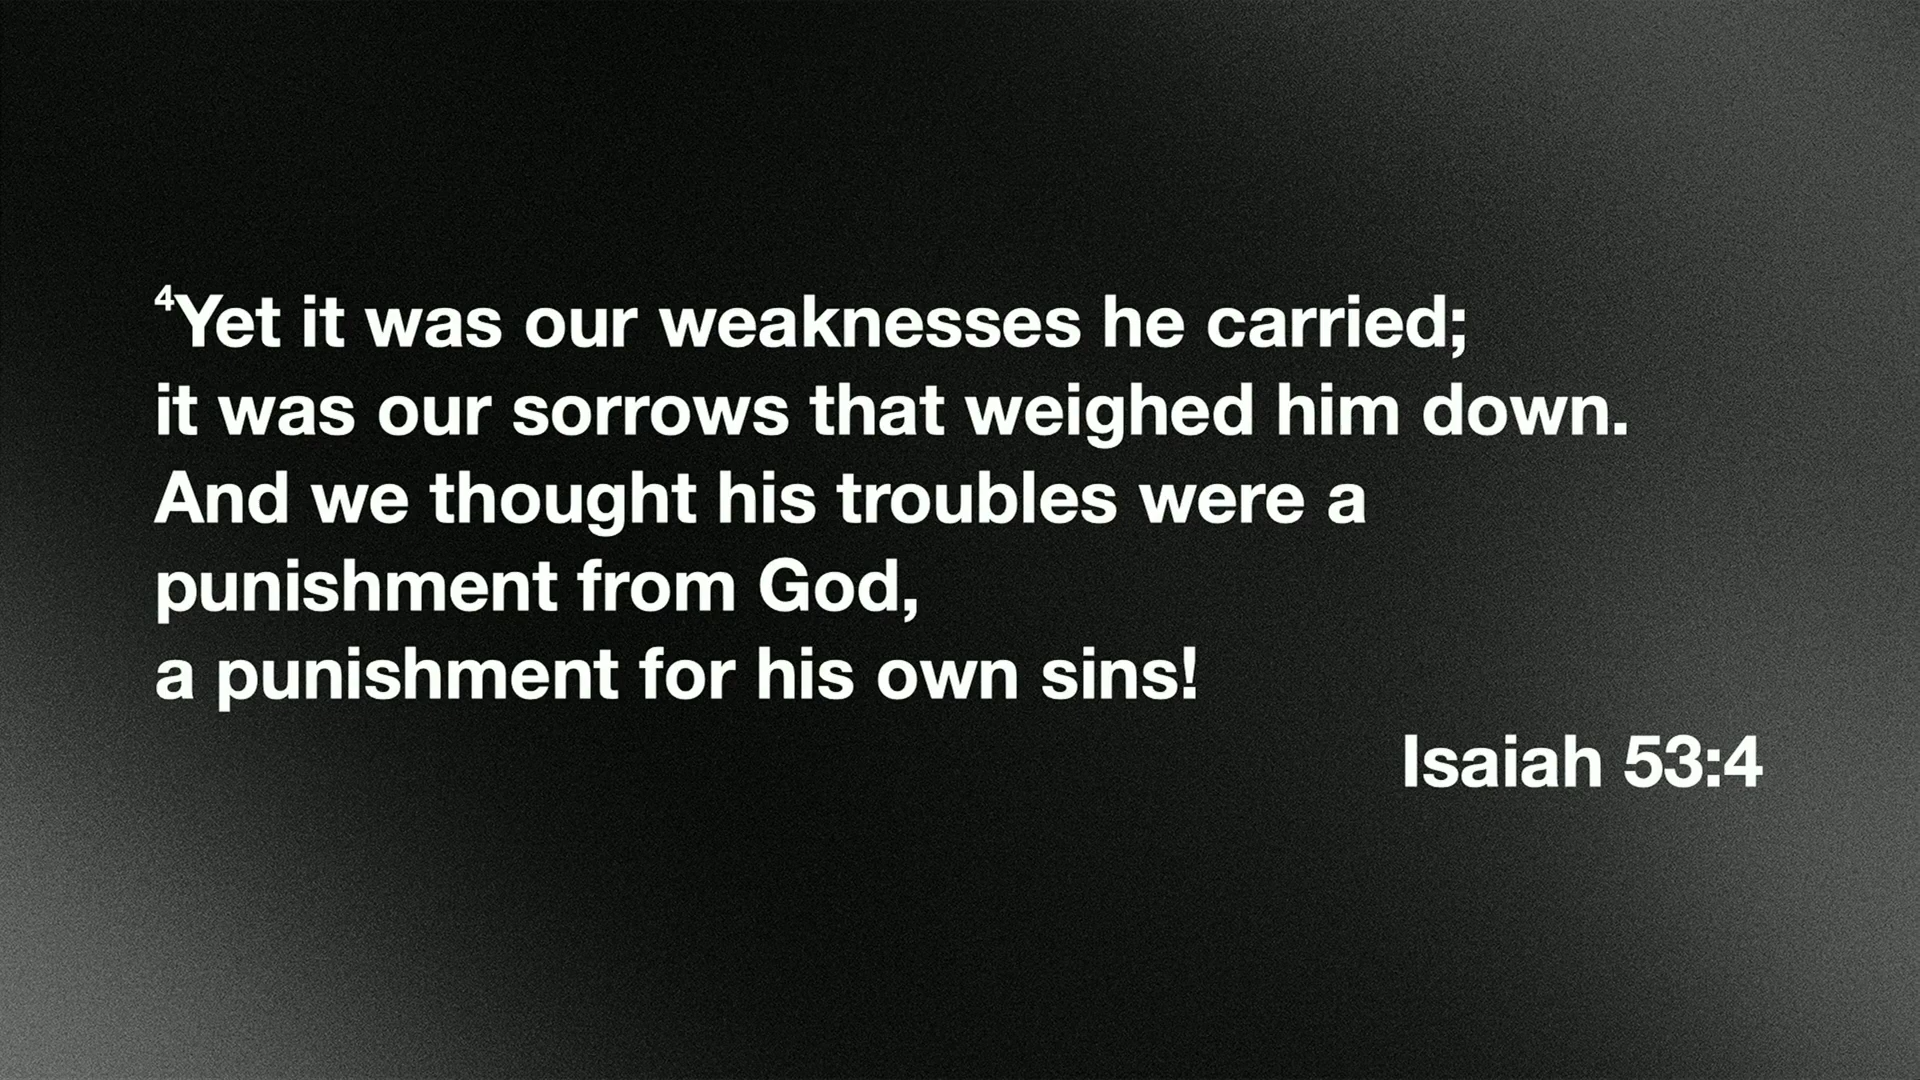 ⁴Yet it was our weaknesses he carried;
it was our sorrows that weighed him down.
And we thought his troubles were a
punishment from God,
a punishment for his own sins!
Isaiah 53:4